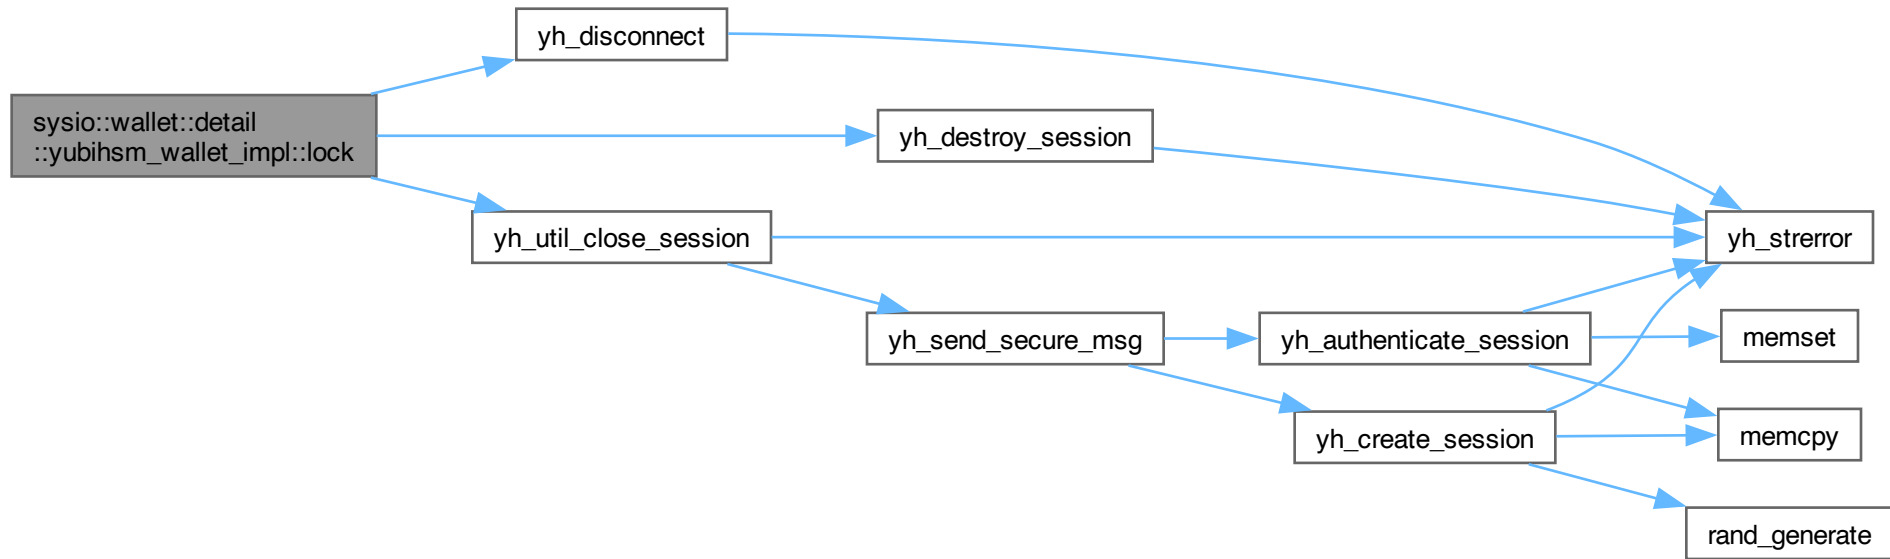 yh_disconnect
sysio::wallet::detail
::yubihsm_wallet_impl::lock
yh_destroy_session
yh_util_close_session
yh_strerror
yh_send_secure_msg
yh_authenticate_session
memset
yh_create_session
memcpy
rand_generate